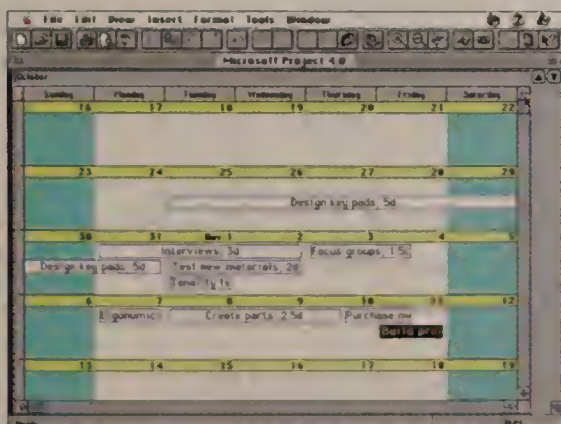 File Edit View Insert Format Tools Window
Microsoft Project 4.0
October
Sunday Monday Tuesday Wednesday Thursday Friday Saturday
16 17 18 19 20 21 22
23 24 25 26 27 28 29
Design key pads, 5d
30 31 Nov 1 2 3 4 5
Interviews, 3d Focus groups, 1.5
Design key pads, 5d Test new materials, 2d
6 7 8 9 10 11 12
Ergonomic Create parts, 2.5d Purchase
Build
13 14 15 16 17 18 19